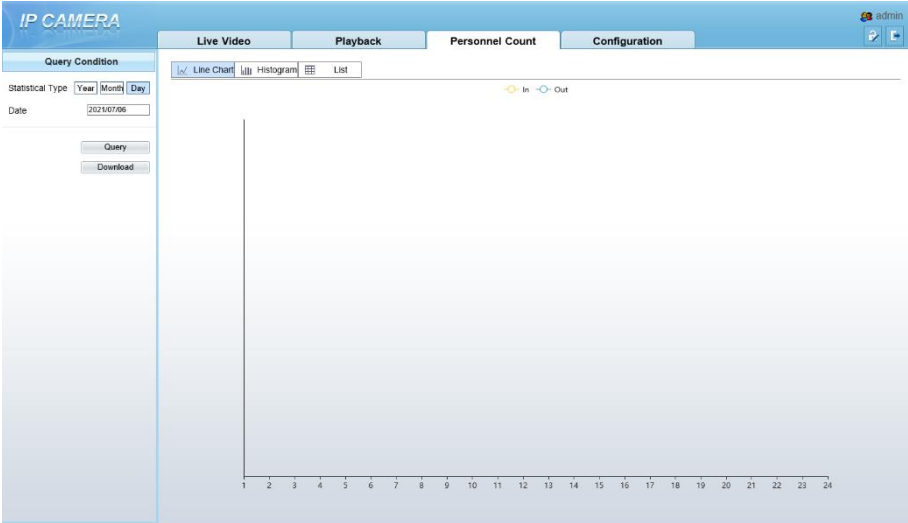 IP CAMERA
admin
Live Video Playback Personnel Count Configuration
Query Condition
Line Chart Histogram List
Statistical Type Year Month Day
In Out
Date 2021/07/06
Query
Download
1 2 3 4 5 6 7 8 9 10 11 12 13 14 15 16 17 18 19 20 21 22 23 24